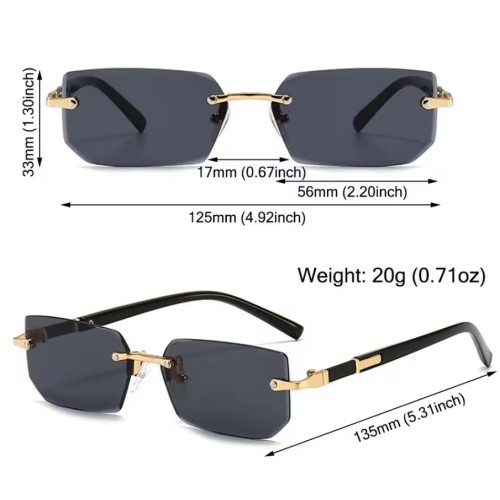 33mm (1.30inch)
17mm (0.67inch)
56mm (2.20inch)
125mm (4.92inch)
Weight: 20g (0.71oz)
135mm (5.31inch)